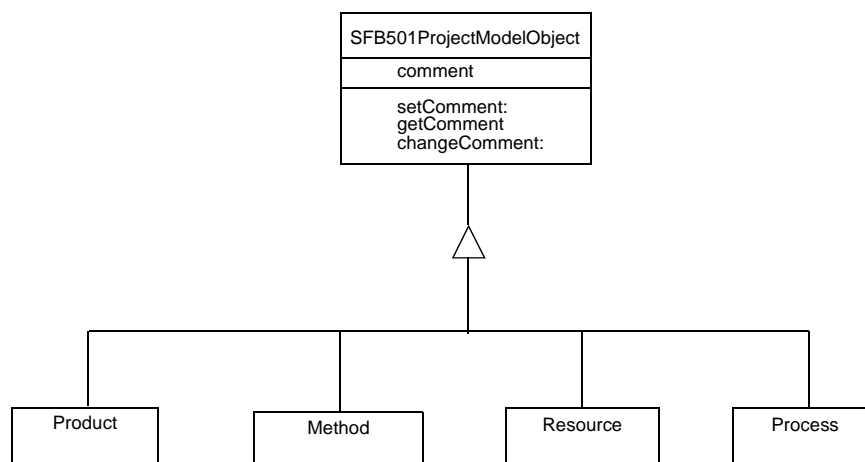 SFB501ProjectModelObject
comment
setComment:
getComment
changeComment:
Product
Method
Resource
Process